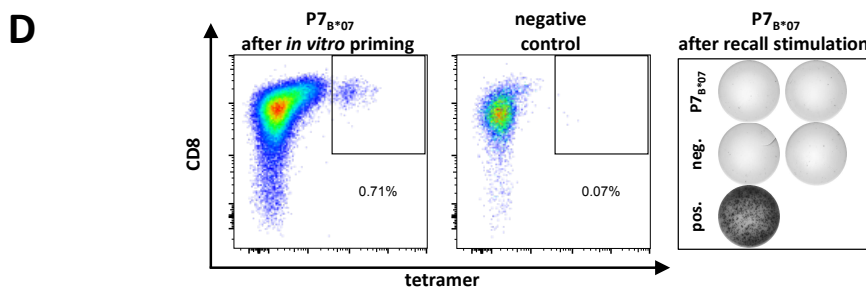 D
P7B*07
after in vitro priming
negative
control
P7B*07
after recall stimulation
CD8
0.71%
0.07%
P7B*07
neg.
pos.
tetramer